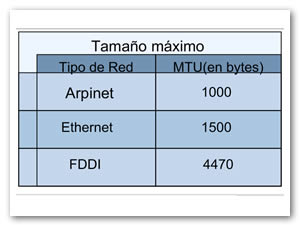 Tamaño máximo
Tipo de Red MTU(en bytes)
Arpinet 1000
Ethernet 1500
FDDI 4470